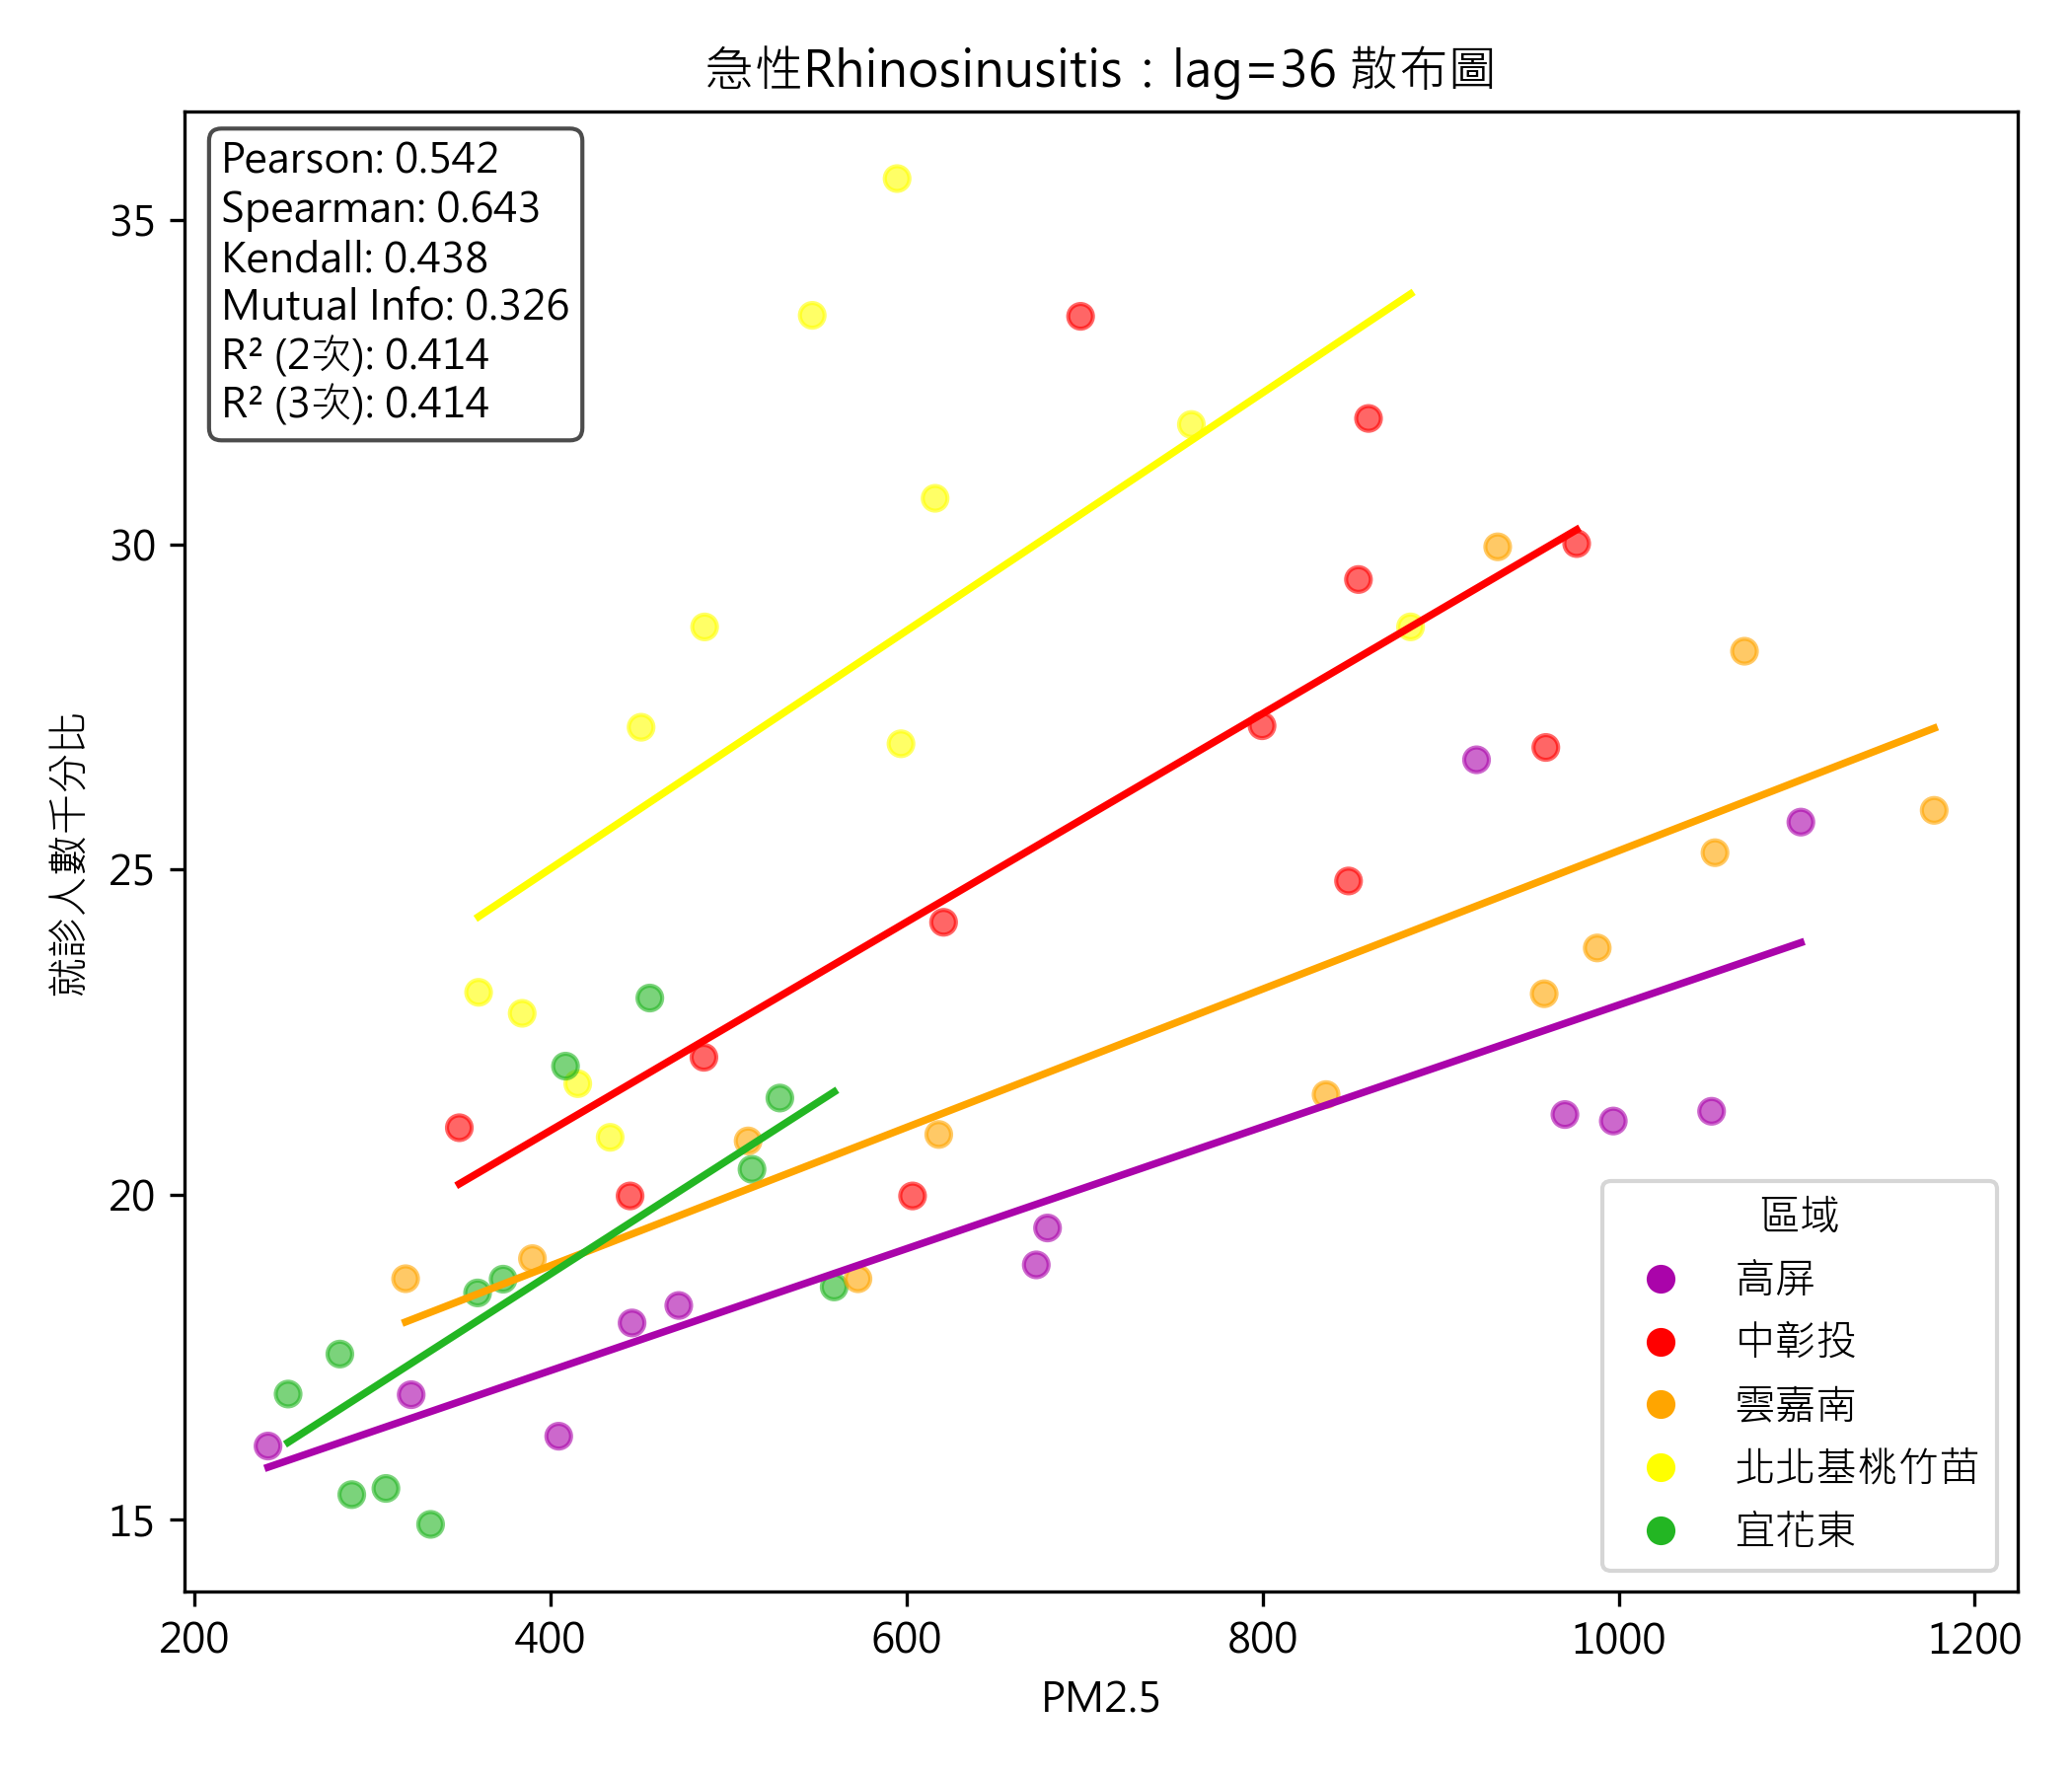 急性Rhinosinusitis：lag=36 散布圖
Pearson: 0.542
Spearman: 0.643
Kendall: 0.438
Mutual Info: 0.326
R² (2次): 0.414
R² (3次): 0.414
35
30
25
20
15
就診人數千分比
區域
高屏
中彰投
雲嘉南
北北基桃竹苗
宜花東
200 400 600 800 1000 1200
PM2.5